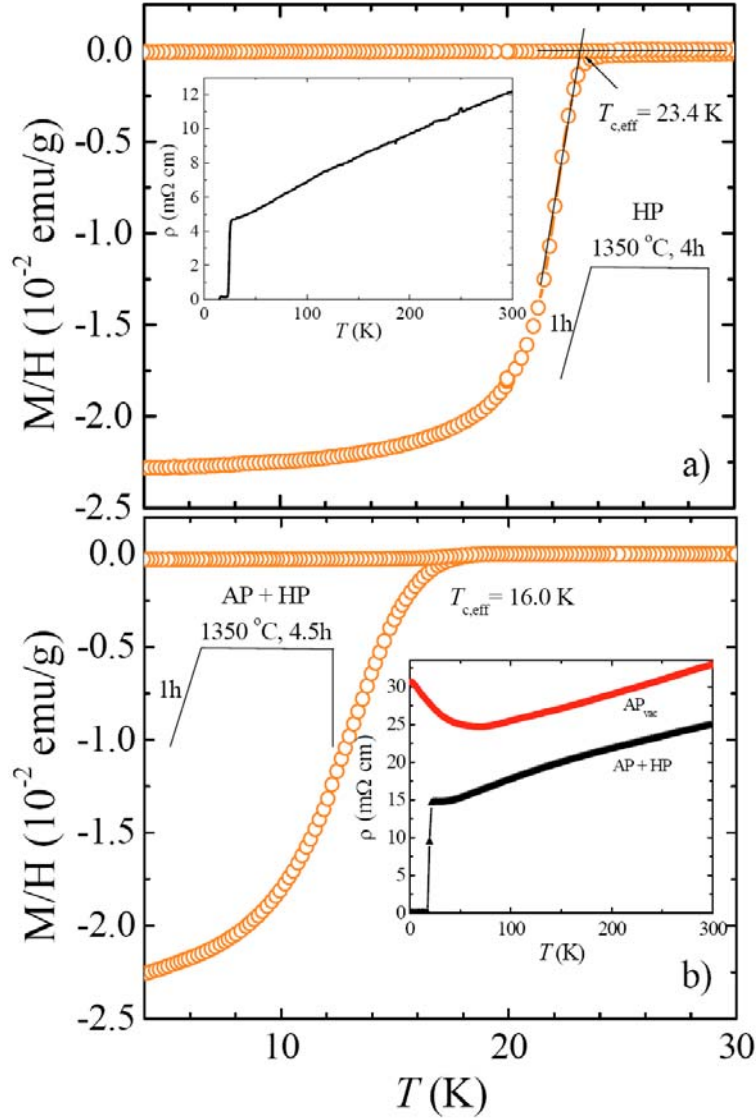 a)
M/H (10⁻² emu/g)
0.0
-0.5
-1.0
-1.5
-2.0
-2.5
T_c,eff = 23.4 K
HP
1350 °C, 4h
1h
ρ (mΩ cm)
12
10
8
6
4
2
0
0 100 200 300
T (K)
b)
M/H (10⁻² emu/g)
0.0
-0.5
-1.0
-1.5
-2.0
-2.5
AP + HP
1350 °C, 4.5h
1h
T_c,eff = 16.0 K
ρ (mΩ cm)
30
25
20
15
10
5
0
AP_vac
AP + HP
0 100 200 300
T (K)
10 20 30
T (K)